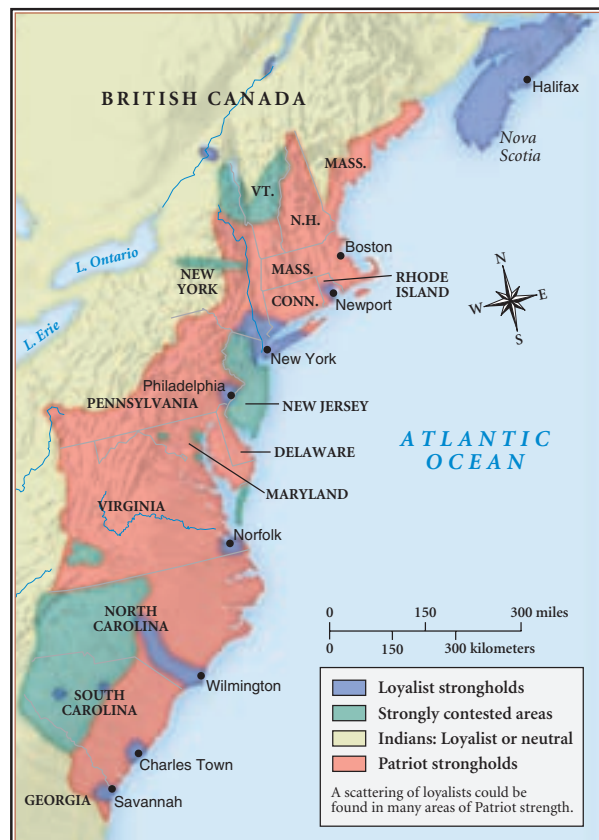 BRITISH CANADA
Halifax
Nova
Scotia
MASS.
VT.
N.H.
Boston
L. Ontario
NEW
YORK
MASS.
RHODE
ISLAND
CONN.
Newport
N
W
E
S
L. Erie
New York
Philadelphia
PENNSYLVANIA
NEW JERSEY
ATLANTIC
OCEAN
DELAWARE
MARYLAND
VIRGINIA
Norfolk
NORTH
CAROLINA
Wilmington
SOUTH
CAROLINA
Charles Town
GEORGIA
Savannah
0 150 300 miles
0 150 300 kilometers
Loyalist strongholds
Strongly contested areas
Indians: Loyalist or neutral
Patriot strongholds
A scattering of loyalists could be
found in many areas of Patriot strength.